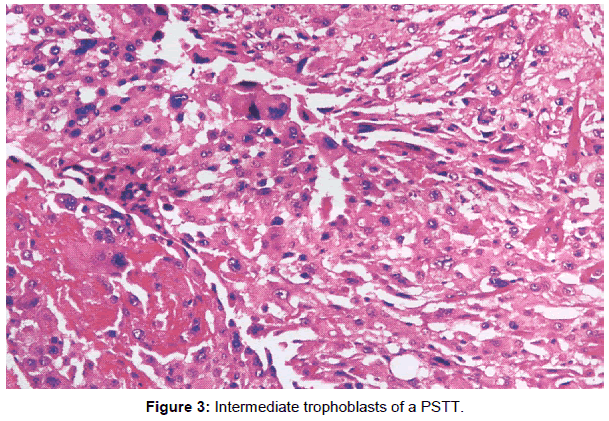 Figure 3: Intermediate trophoblasts of a PSTT.